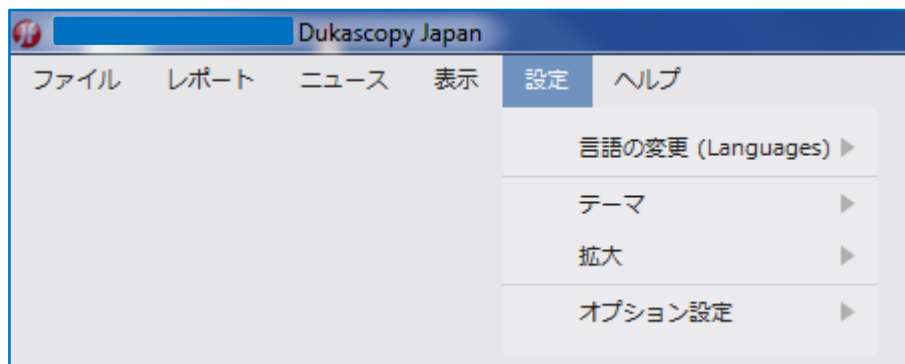 Dukascopy Japan
ファイル レポート ニュース 表示 設定 ヘルプ
言語の変更 (Languages)
テーマ
拡大
オプション設定